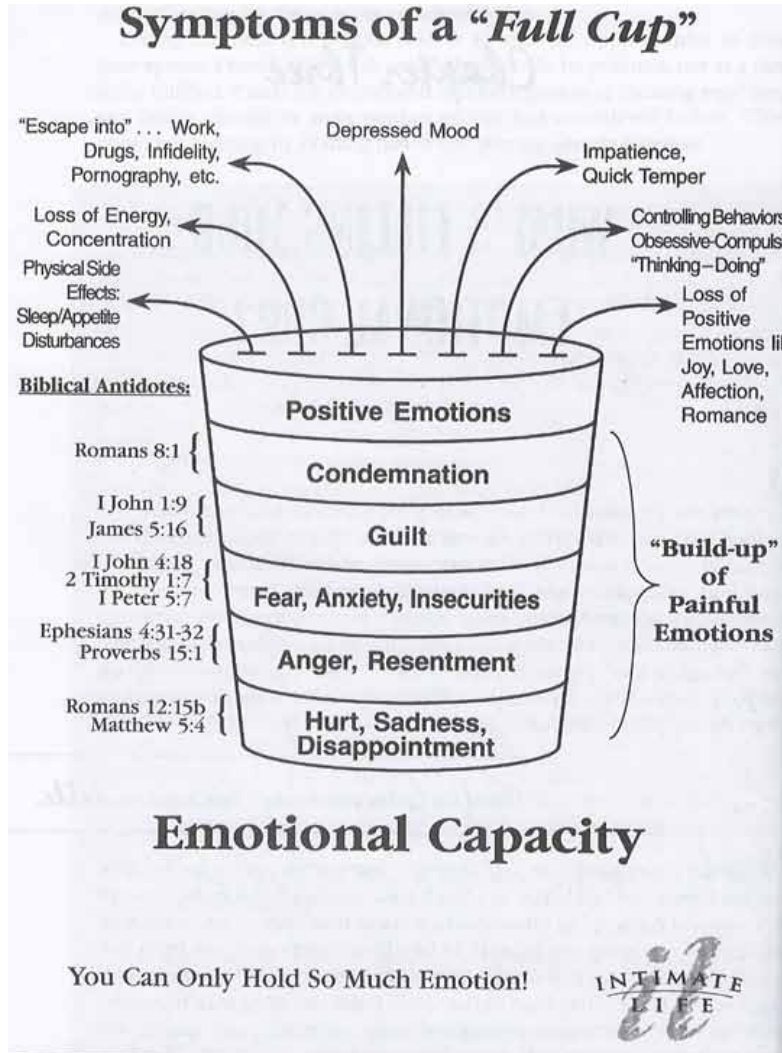 Symptoms of a "Full Cup"
"Escape into" . . . Work,
Drugs, Infidelity,
Pornography, etc.
Depressed Mood
Impatience,
Quick Temper
Loss of Energy,
Concentration
Controlling Behaviors
Obsessive-Compuls
"Thinking–Doing"
Physical Side
Effects:
Sleep/Appetite
Disturbances
Loss of
Positive
Emotions li
Joy, Love,
Affection,
Romance
Biblical Antidotes:
Positive Emotions
Romans 8:1
Condemnation
I John 1:9
James 5:16
Guilt
I John 4:18
2 Timothy 1:7
I Peter 5:7
Fear, Anxiety, Insecurities
Ephesians 4:31-32
Proverbs 15:1
Anger, Resentment
Romans 12:15b
Matthew 5:4
Hurt, Sadness,
Disappointment
"Build-up"
of
Painful
Emotions
Emotional Capacity
You Can Only Hold So Much Emotion!
il
INTIMATE
LIFE